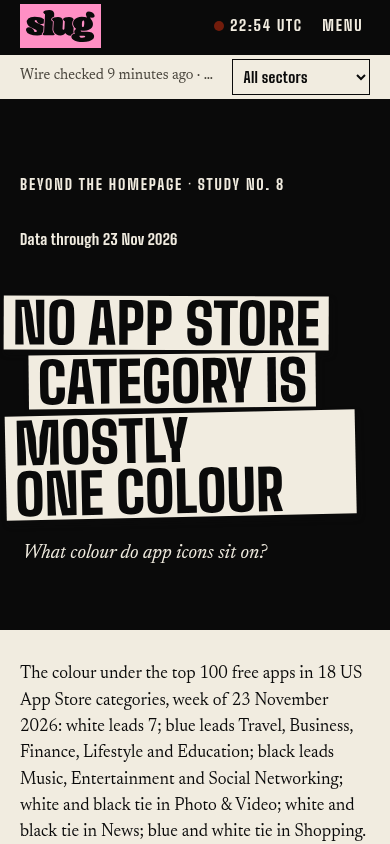 slug
22:54 UTC MENU
Wire checked 9 minutes ago · ...
All sectors
BEYOND THE HOMEPAGE · STUDY NO. 8
Data through 23 Nov 2026
NO APP STORE
CATEGORY IS
MOSTLY
ONE COLOUR
What colour do app icons sit on?
The colour under the top 100 free apps in 18 US
App Store categories, week of 23 November
2026: white leads 7; blue leads Travel, Business,
Finance, Lifestyle and Education; black leads
Music, Entertainment and Social Networking;
white and black tie in Photo & Video; white and
black tie in News; blue and white tie in Shopping.